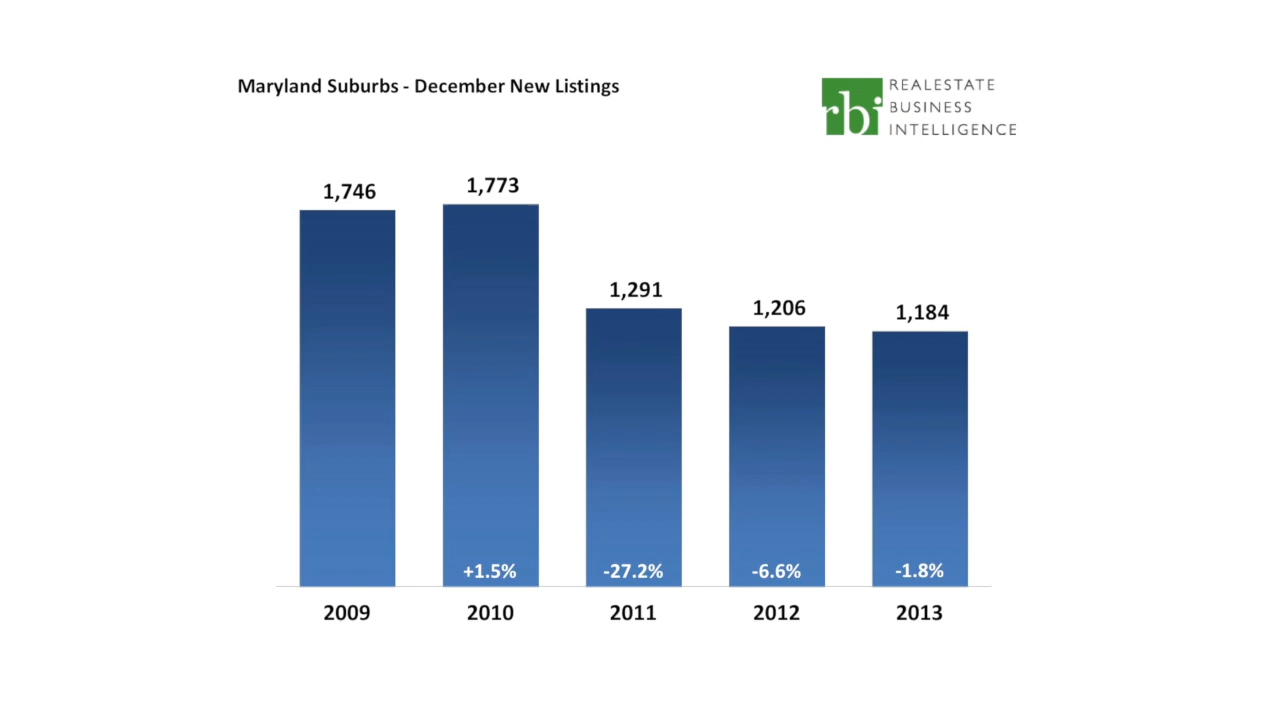 Maryland Suburbs - December New Listings
rbi
REALESTATE
BUSINESS
INTELLIGENCE
1,746
1,773
1,291
1,206
1,184
+1.5%
-27.2%
-6.6%
-1.8%
2009
2010
2011
2012
2013